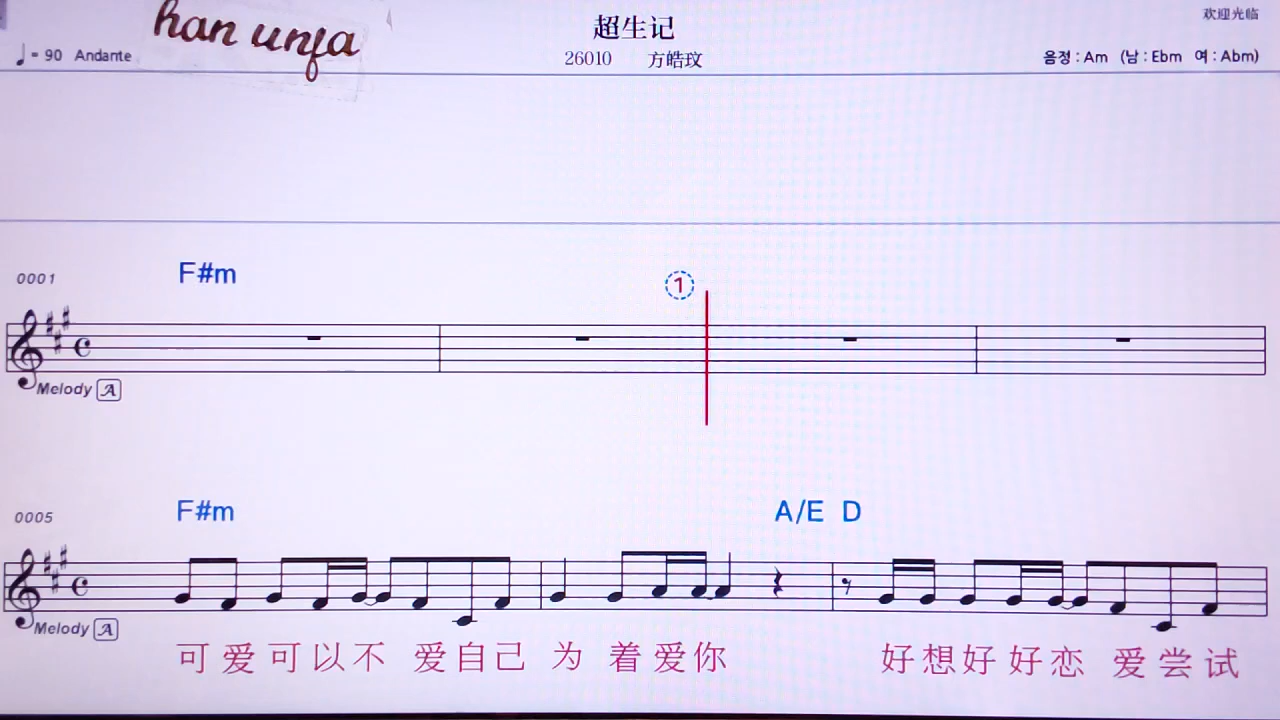 han unfa
超生记
欢迎光临
♩= 90 Andante
26010 方皓玟
음정 : Am (남 : Ebm 여 : Abm)
0001
F#m
1
Melody A
0005
F#m A/E D
Melody A
可 爱 可 以 不 爱 自 己 为 着 爱 你 好 想 好 好 恋 爱 尝 试